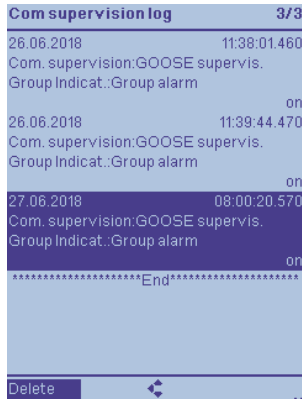 Com supervision log 3/3
26.06.2018 11:38:01.460
Com. supervision:GOOSE supervis.
Group Indicat.:Group alarm
on
26.06.2018 11:39:44.470
Com. supervision:GOOSE supervis.
Group Indicat.:Group alarm
on
27.06.2018 08:00:20.570
Com. supervision:GOOSE supervis.
Group Indicat.:Group alarm
on
*********************End*********************
Delete